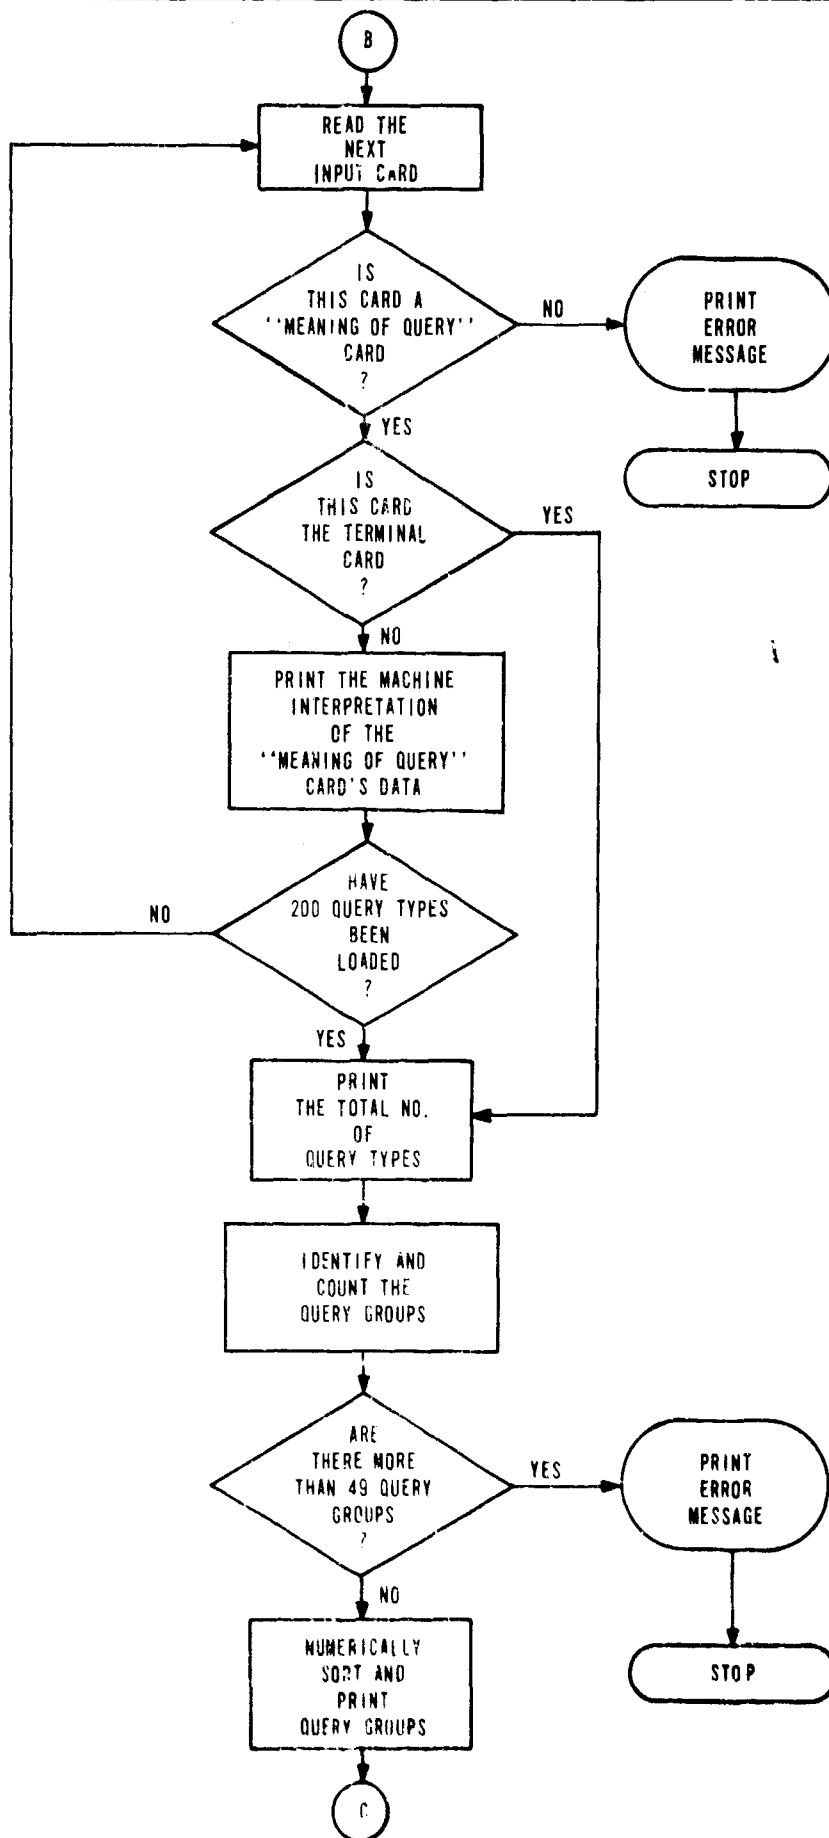 B
READ THE
NEXT
INPUT CARD
IS
THIS CARD A
''MEANING OF QUERY''
CARD
?
NO
PRINT
ERROR
MESSAGE
STOP
YES
IS
THIS CARD
THE TERMINAL
CARD
?
YES
NO
PRINT THE MACHINE
INTERPRETATION
OF THE
''MEANING OF QUERY''
CARD'S DATA
HAVE
200 QUERY TYPES
BEEN
LOADED
?
NO
YES
PRINT
THE TOTAL NO.
OF
QUERY TYPES
IDENTIFY AND
COUNT THE
QUERY GROUPS
ARE
THERE MORE
THAN 49 QUERY
GROUPS
?
YES
PRINT
ERROR
MESSAGE
STOP
NO
NUMERICALLY
SORT AND
PRINT
QUERY GROUPS
C